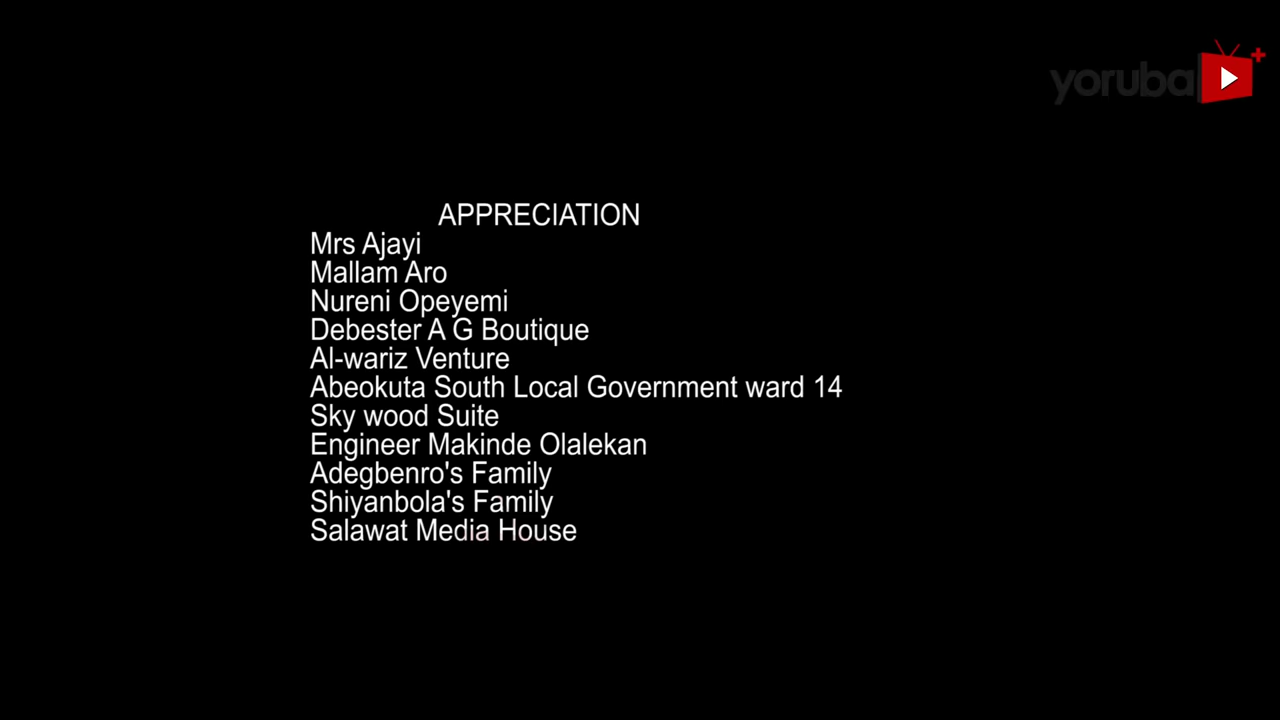 yoruba
APPRECIATION
Mrs Ajayi
Mallam Aro
Nureni Opeyemi
Debester A G Boutique
Al-wariz Venture
Abeokuta South Local Government ward 14
Sky wood Suite
Engineer Makinde Olalekan
Adegbenro's Family
Shiyanbola's Family
Salawat Media House